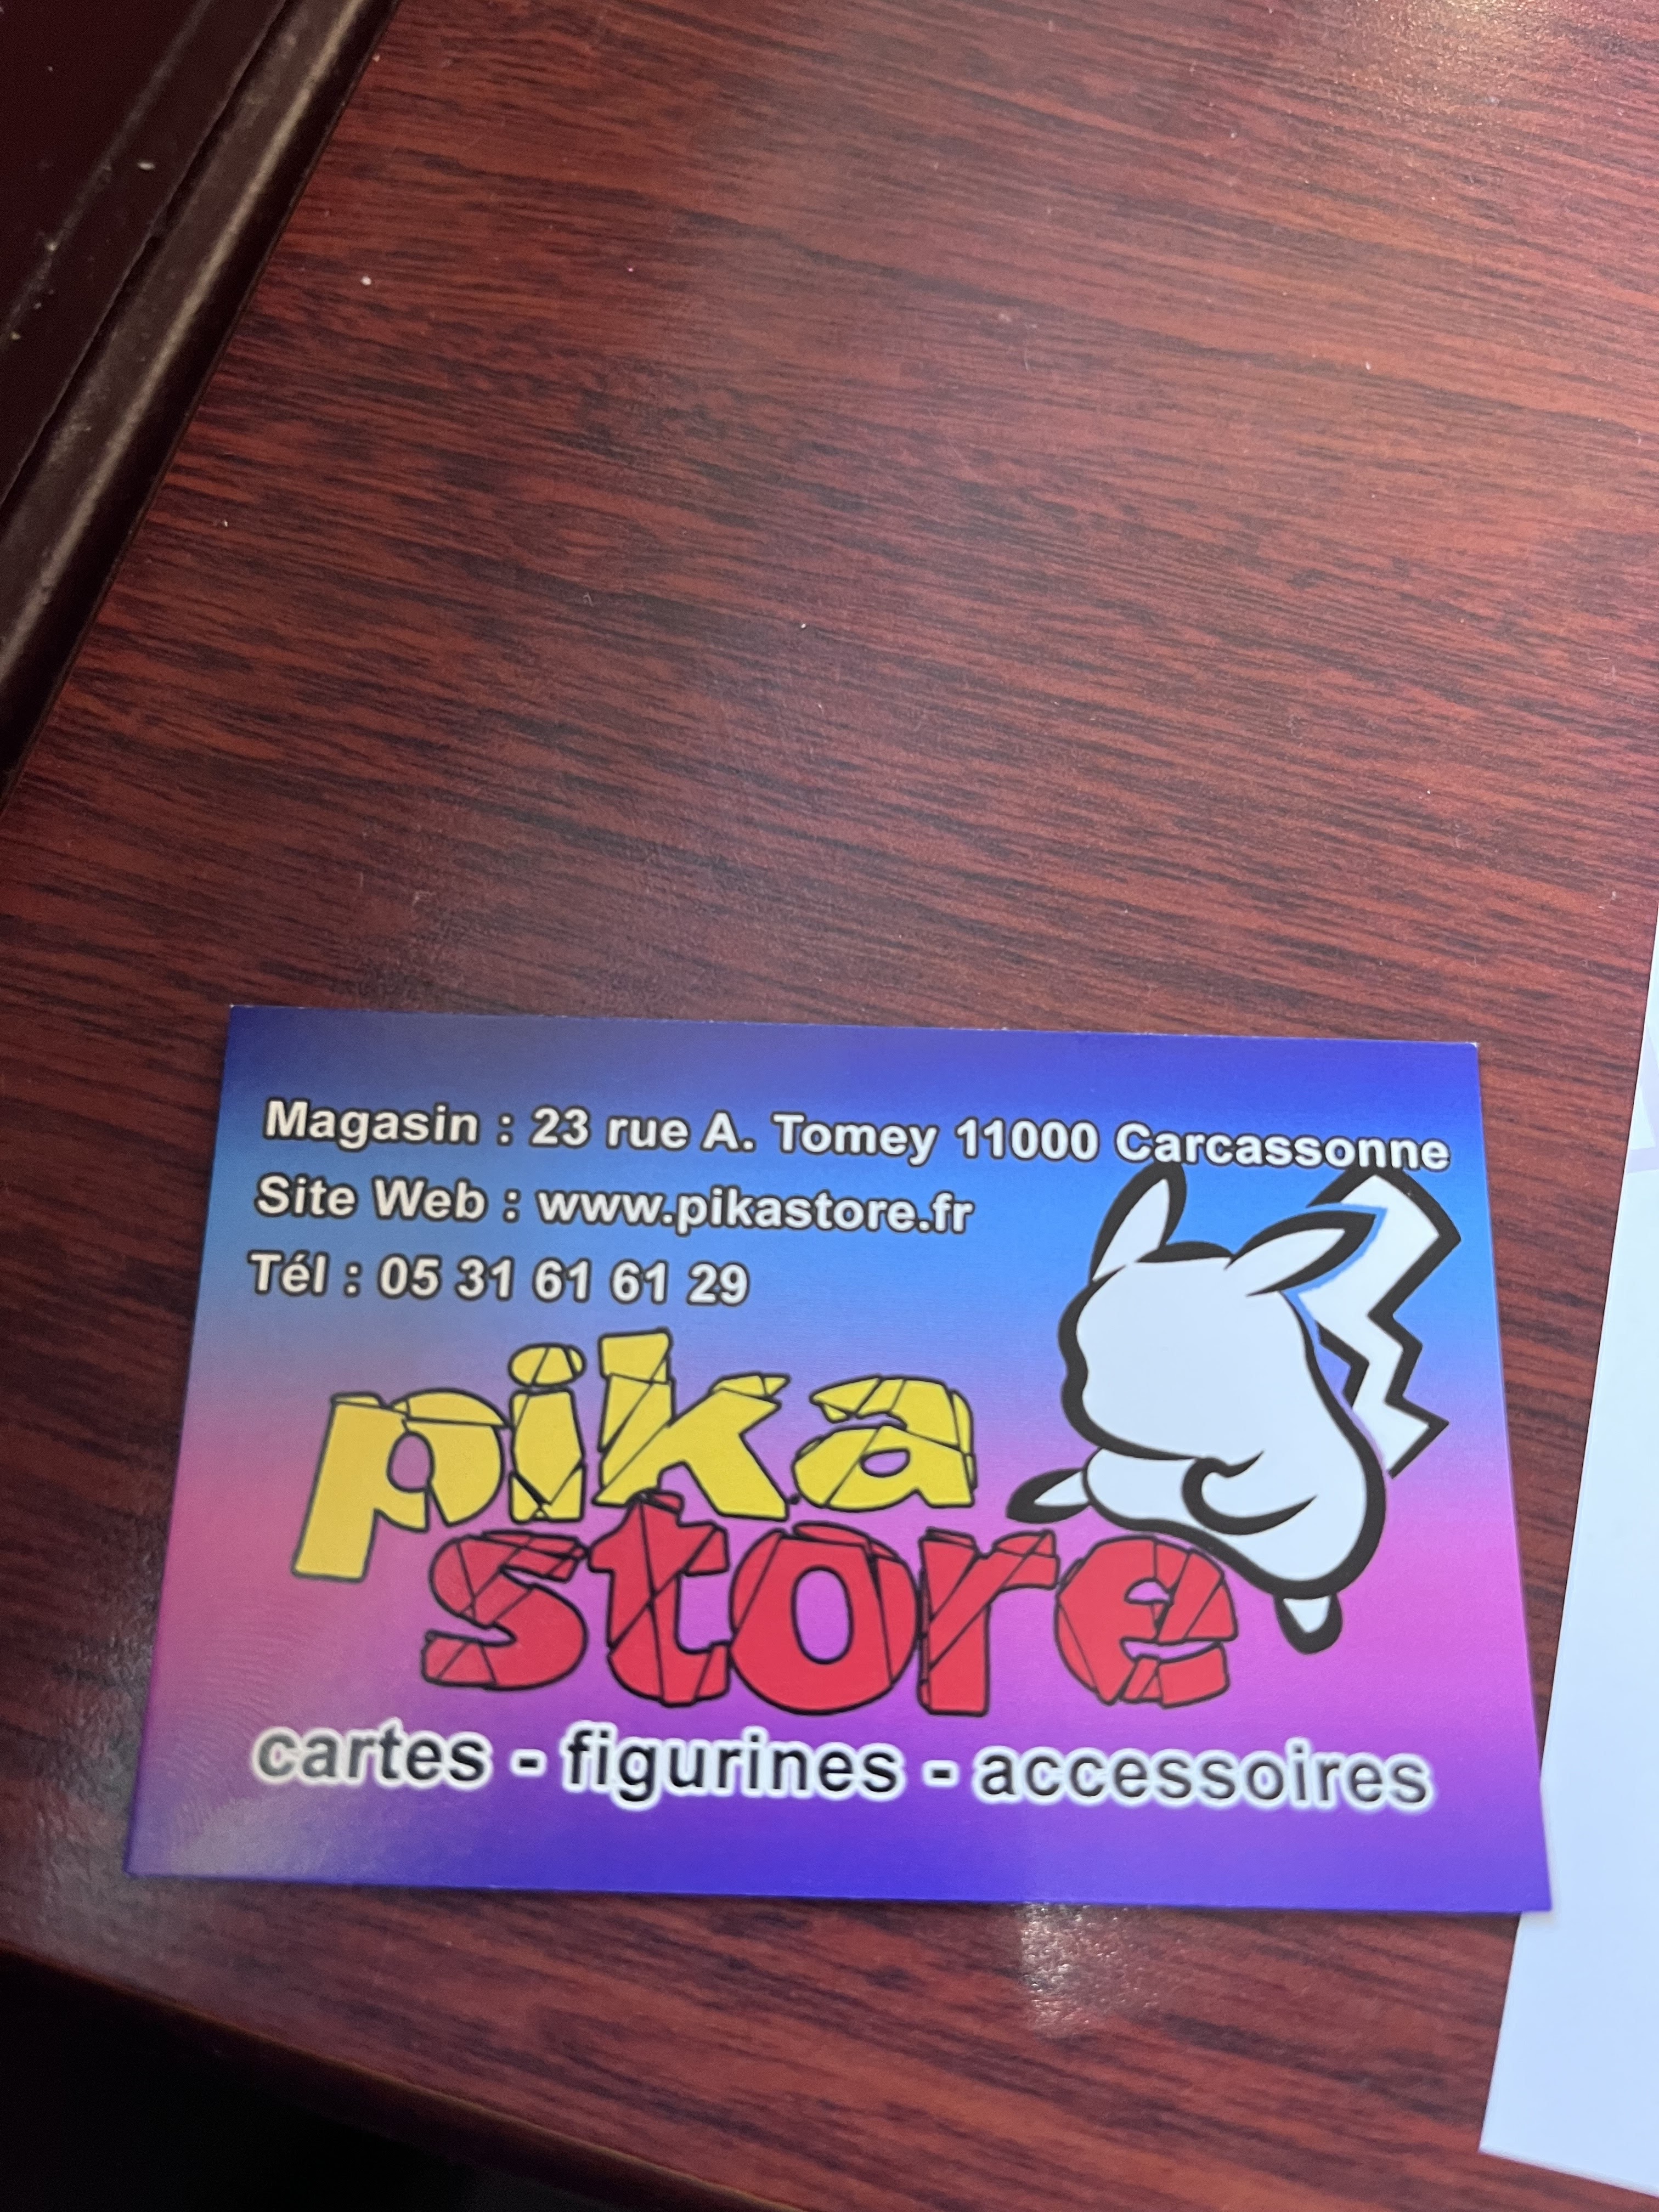 Magasin : 23 rue A. Tomey 11000 Carcassonne
Site Web : www.pikastore.fr
Tél : 05 31 61 61 29
pika
store
cartes - figurines - accessoires